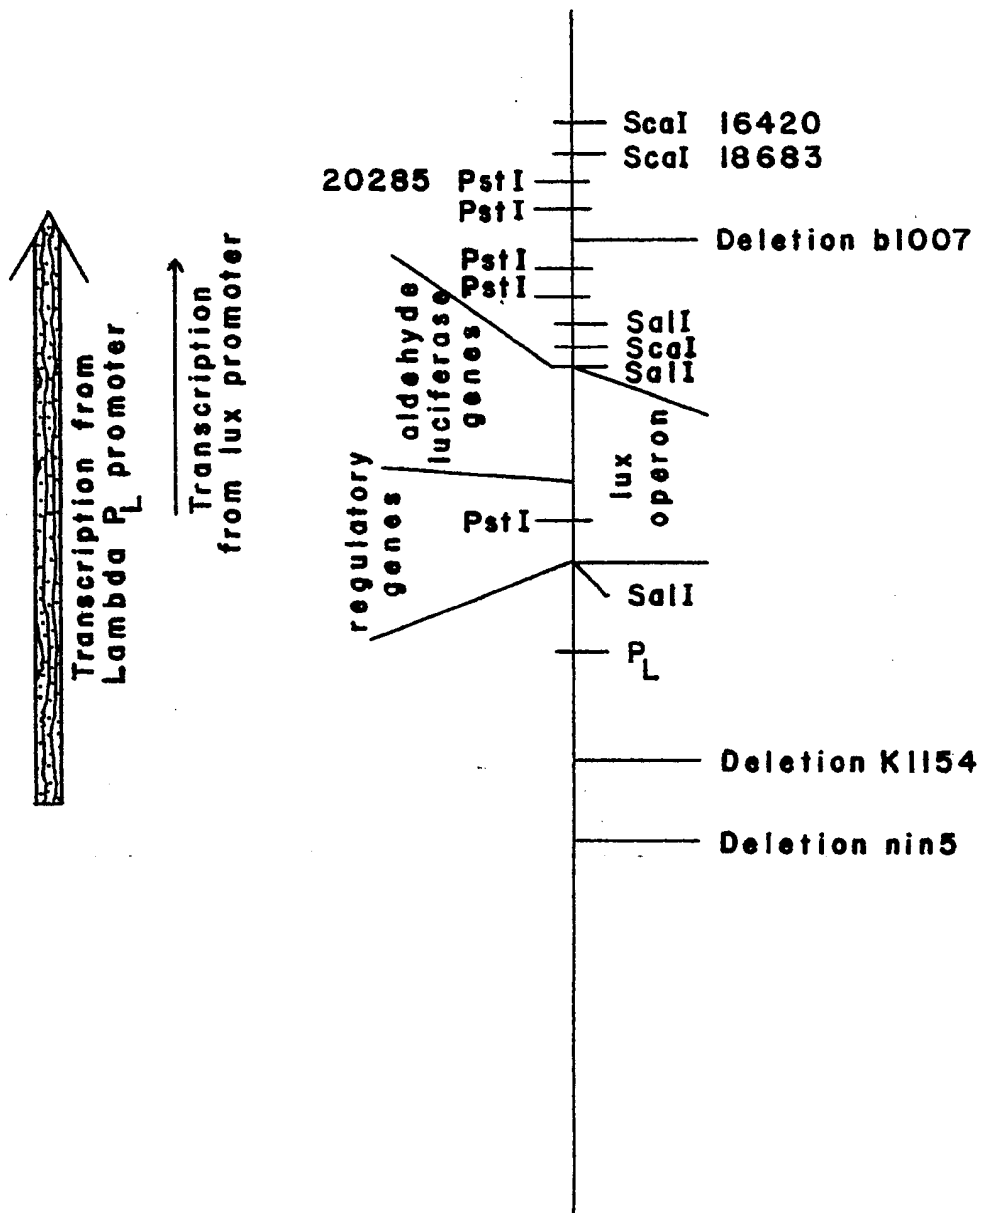 ScaI 16420
ScaI 18683
20285 PstI
PstI
Deletion b1007
PstI
PstI
SalI
ScaI
SalI
Transcription from
Lambda PL promoter
Transcription
from lux promoter
aldehyde
luciferase
genes
lux
operon
regulatory
genes
PstI
SalI
PL
Deletion K1154
Deletion nin5